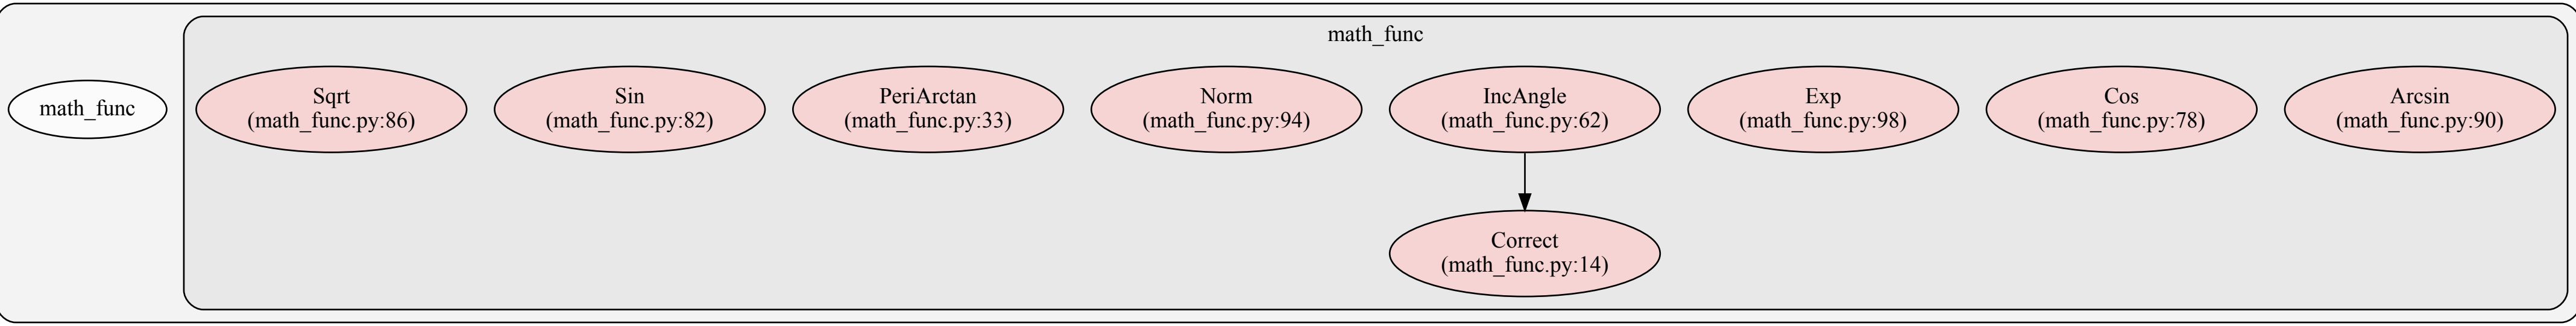 math_func
math_func
Sqrt
(math_func.py:86)
Sin
(math_func.py:82)
PeriArctan
(math_func.py:33)
Norm
(math_func.py:94)
IncAngle
(math_func.py:62)
Exp
(math_func.py:98)
Cos
(math_func.py:78)
Arcsin
(math_func.py:90)
Correct
(math_func.py:14)